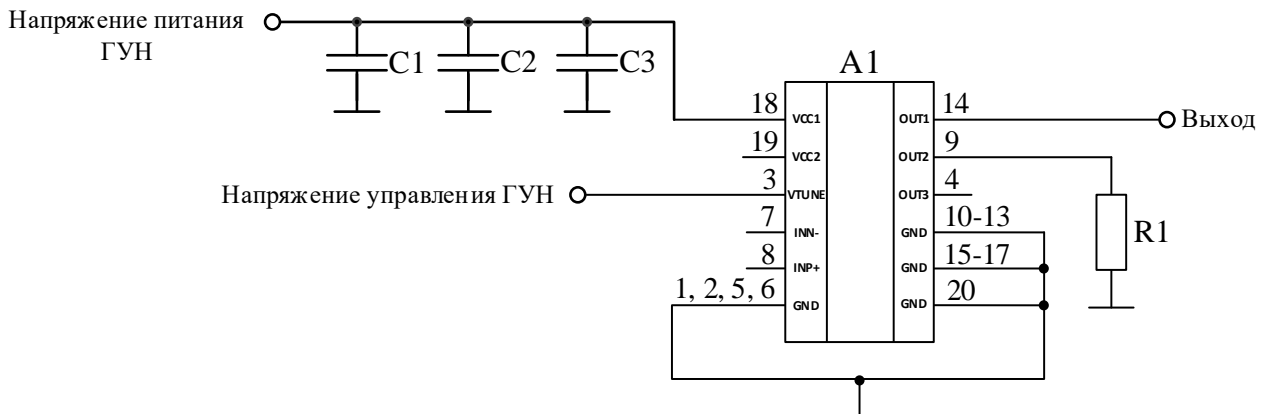 Напряжение питания
ГУН
C1
C2
C3
A1
18
VCC1
OUT1
14
Выход
19
VCC2
OUT2
9
Напряжение управления ГУН
3
VTUNE
OUT3
4
7
INN-
GND
10-13
R1
8
INP+
GND
15-17
1, 2, 5, 6
GND
GND
20